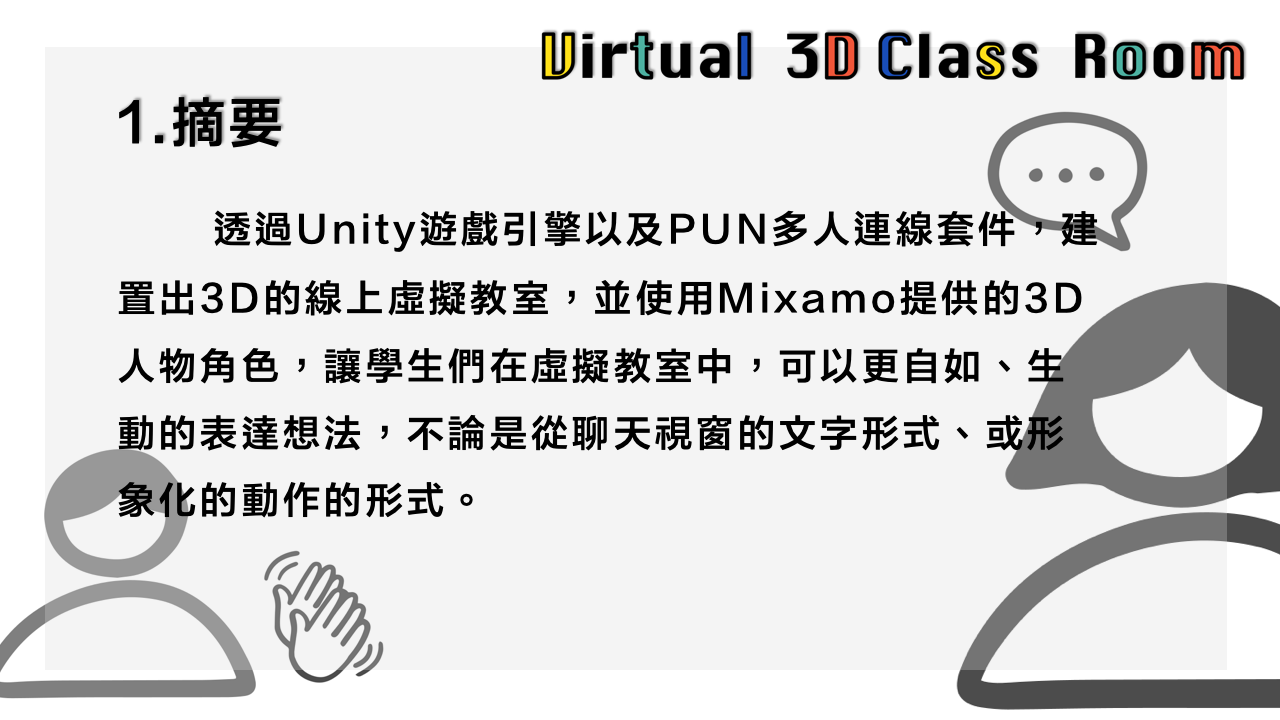 Virtual 3D Class Room
1.摘要
透過Unity遊戲引擎以及PUN多人連線套件，建
置出3D的線上虛擬教室，並使用Mixamo提供的3D
人物角色，讓學生們在虛擬教室中，可以更自如、生
動的表達想法，不論是從聊天視窗的文字形式、或形
象化的動作的形式。